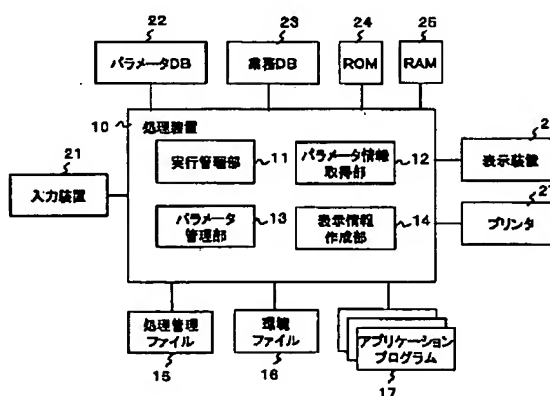 22
23
24
25
パラメータDB
業務DB
ROM
RAM
10
処理装置
21
実行管理部
11
パラメータ情報
取得部
12
入力装置
表示装置
パラメータ
管理部
13
表示情報
作成部
14
プリンタ
処理管理
ファイル
環境
ファイル
アプリケーション
プログラム
15
16
17